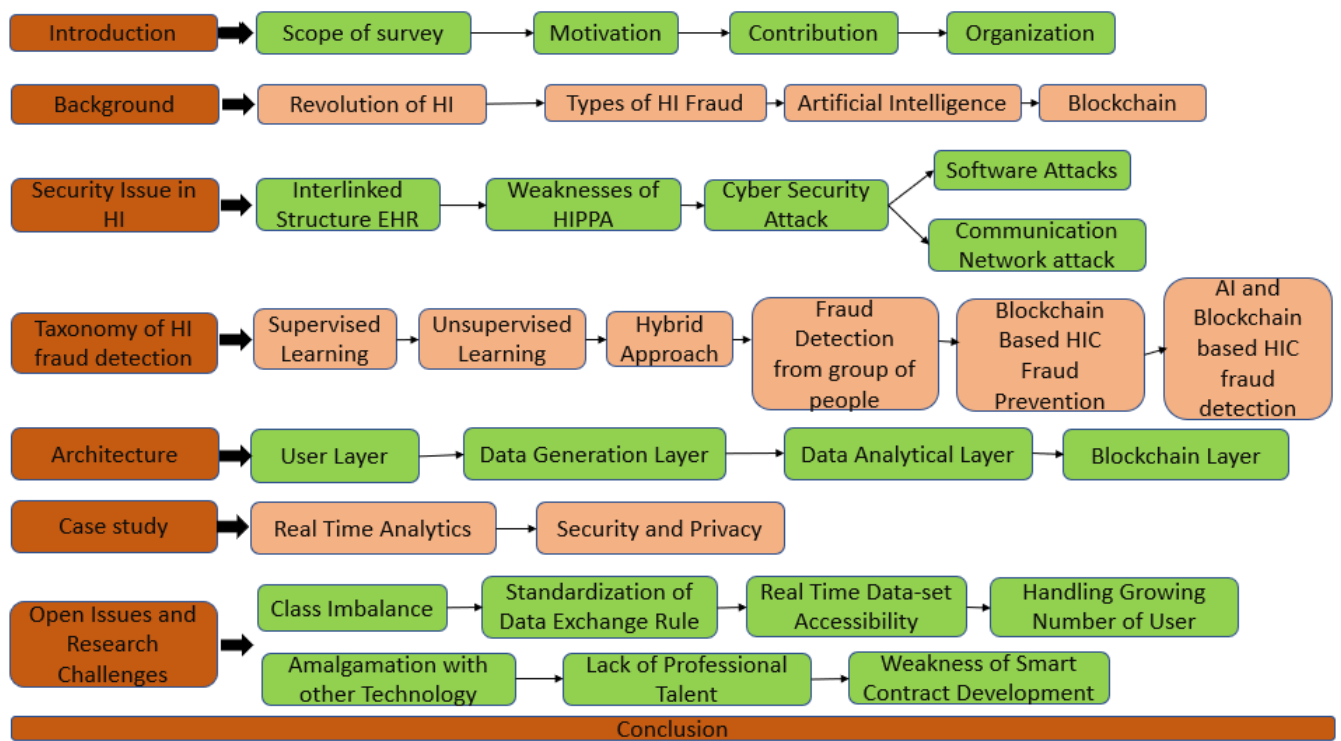 Introduction
Scope of survey
Motivation
Contribution
Organization
Background
Revolution of HI
Types of HI Fraud
Artificial Intelligence
Blockchain
Security Issue in
HI
Interlinked
Structure EHR
Weaknesses of
HIPPA
Cyber Security
Attack
Software Attacks
Communication
Network attack
Taxonomy of HI
fraud detection
Supervised
Learning
Unsupervised
Learning
Hybrid
Approach
Fraud
Detection
from group of
people
Blockchain
Based HIC
Fraud
Prevention
AI and
Blockchain
based HIC
fraud
detection
Architecture
User Layer
Data Generation Layer
Data Analytical Layer
Blockchain Layer
Case study
Real Time Analytics
Security and Privacy
Open Issues and
Research
Challenges
Class Imbalance
Standardization of
Data Exchange Rule
Real Time Data-set
Accessibility
Handling Growing
Number of User
Amalgamation with
other Technology
Lack of Professional
Talent
Weakness of Smart
Contract Development
Conclusion